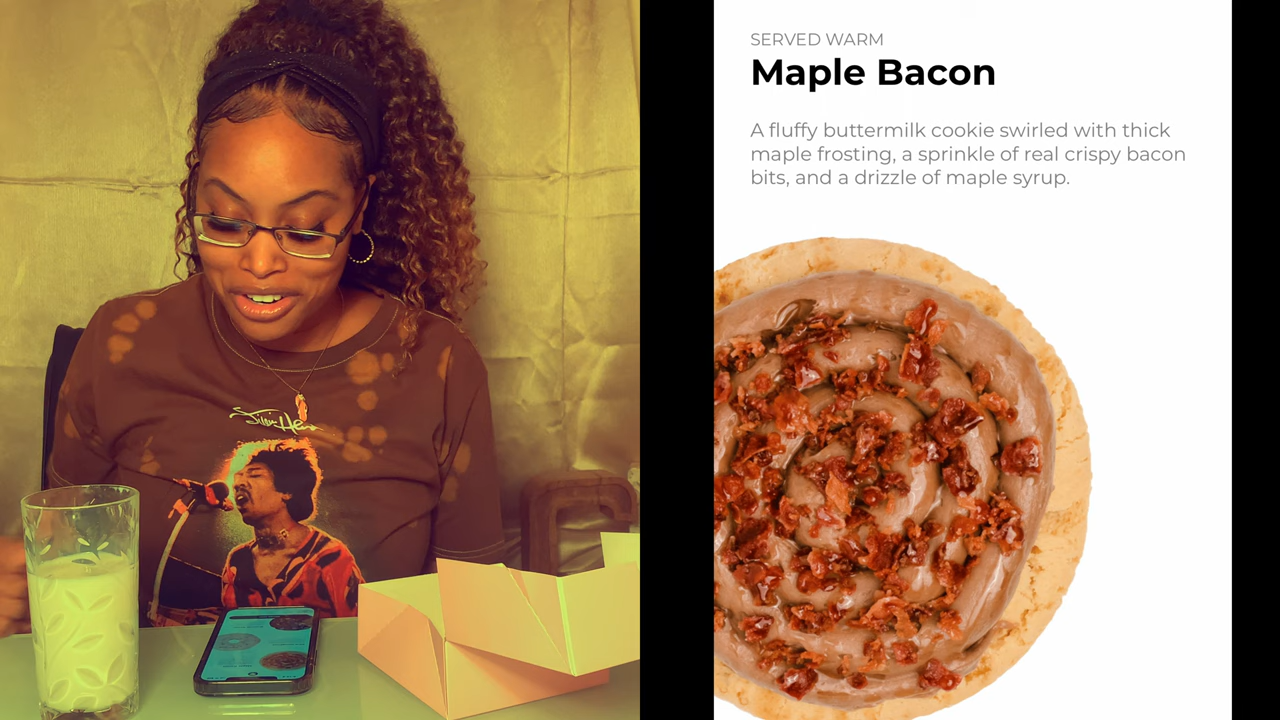 SERVED WARM
Maple Bacon
A fluffy buttermilk cookie swirled with thick
maple frosting, a sprinkle of real crispy bacon
bits, and a drizzle of maple syrup.